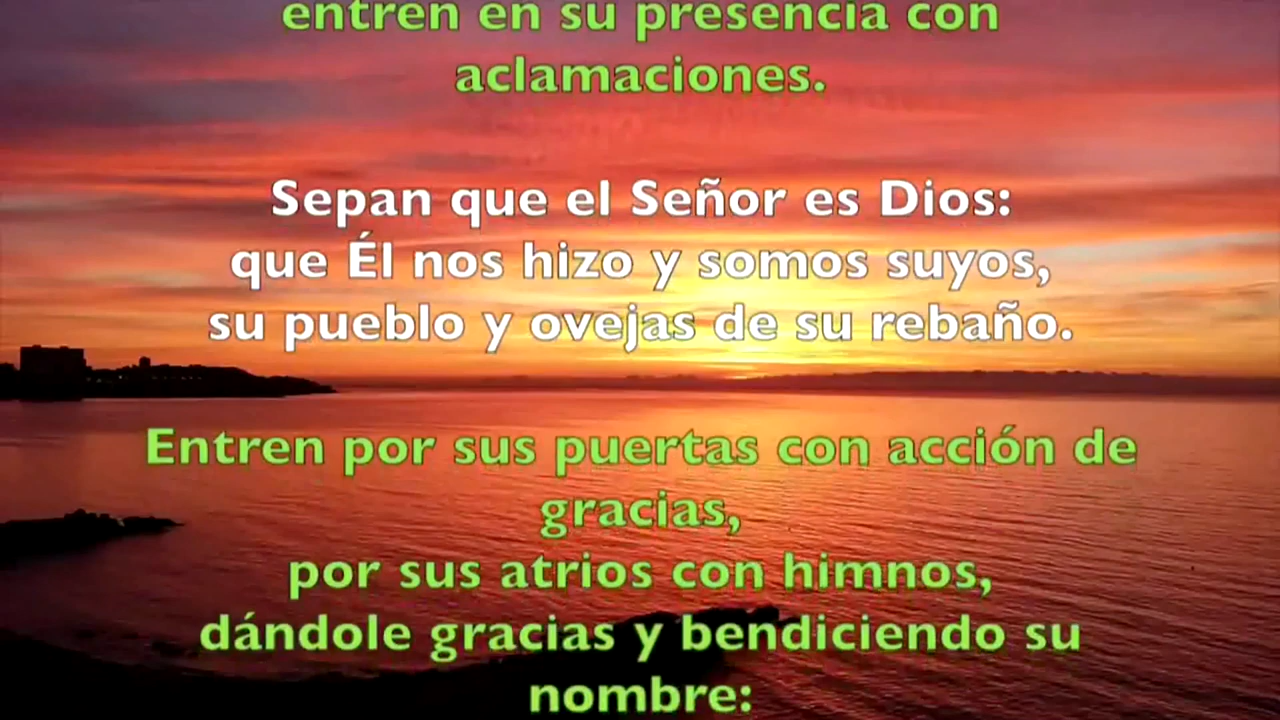 entren en su presencia con
aclamaciones.
Sepan que el Señor es Dios:
que Él nos hizo y somos suyos,
su pueblo y ovejas de su rebaño.
Entren por sus puertas con acción de
gracias,
por sus atrios con himnos,
dándole gracias y bendiciendo su
nombre: